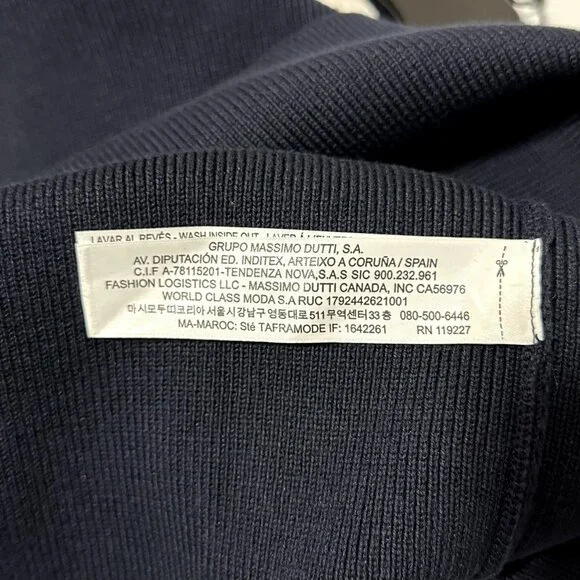 LAVAR AL REVÉS - WASH INSIDE OUT - LAVER À L'ENVERS
GRUPO MASSIMO DUTTI, S.A.
AV. DIPUTACIÓN ED. INDITEX, ARTEIXO A CORUÑA / SPAIN
C.I.F A-78115201-TENDENZA NOVA,S.A.S SIC 900.232.961
FASHION LOGISTICS LLC - MASSIMO DUTTI CANADA, INC CA56976
WORLD CLASS MODA S.A RUC 1792442621001
마시모두띠코리아서울시강남구영동대로511무역센터33층 080-500-6446
MA-MAROC: Sté TAFRAMODE IF: 1642261 RN 119227